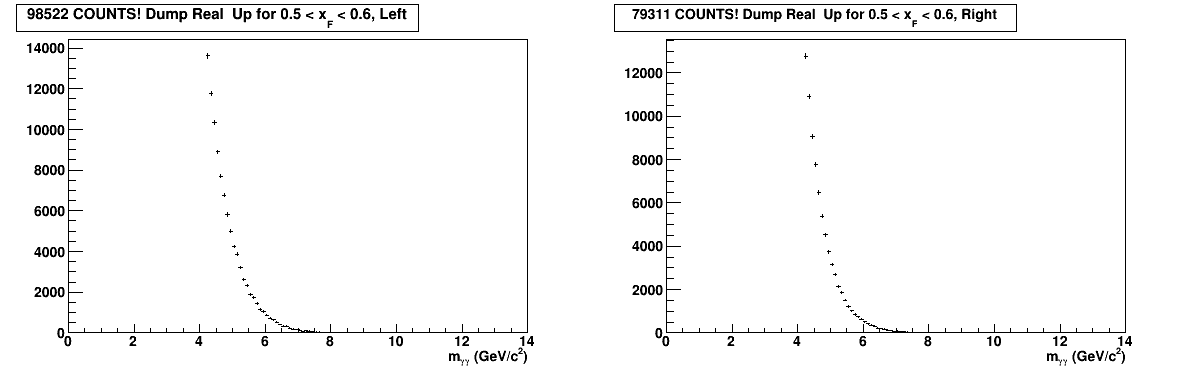 98522 COUNTS! Dump Real  Up for 0.5 < x_F < 0.6, Left
14000
12000
10000
8000
6000
4000
2000
0
0 2 4 6 8 10 12 14
m_γγ (GeV/c²)
79311 COUNTS! Dump Real  Up for 0.5 < x_F < 0.6, Right
12000
10000
8000
6000
4000
2000
0
0 2 4 6 8 10 12 14
m_γγ (GeV/c²)